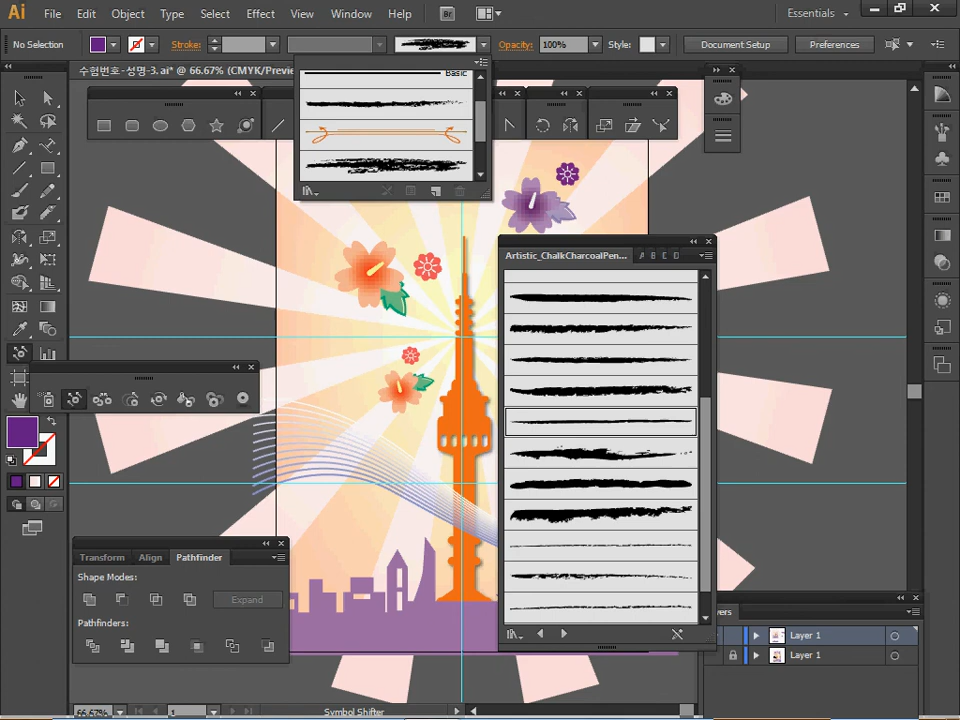 Ai File Edit Object Type Select Effect View Window Help Br Essentials
No Selection Stroke: Opacity: 100% Style: Document Setup Preferences
수험번호-성명-3.ai* @ 66.67% (CMYK/Previe
Basic
Artistic_ChalkCharcoalPen... A B E D
Transform Align Pathfinder
Shape Modes:
Expand
Pathfinders:
yers
Layer 1
Layer 1
66.67% 1 Symbol Shifter